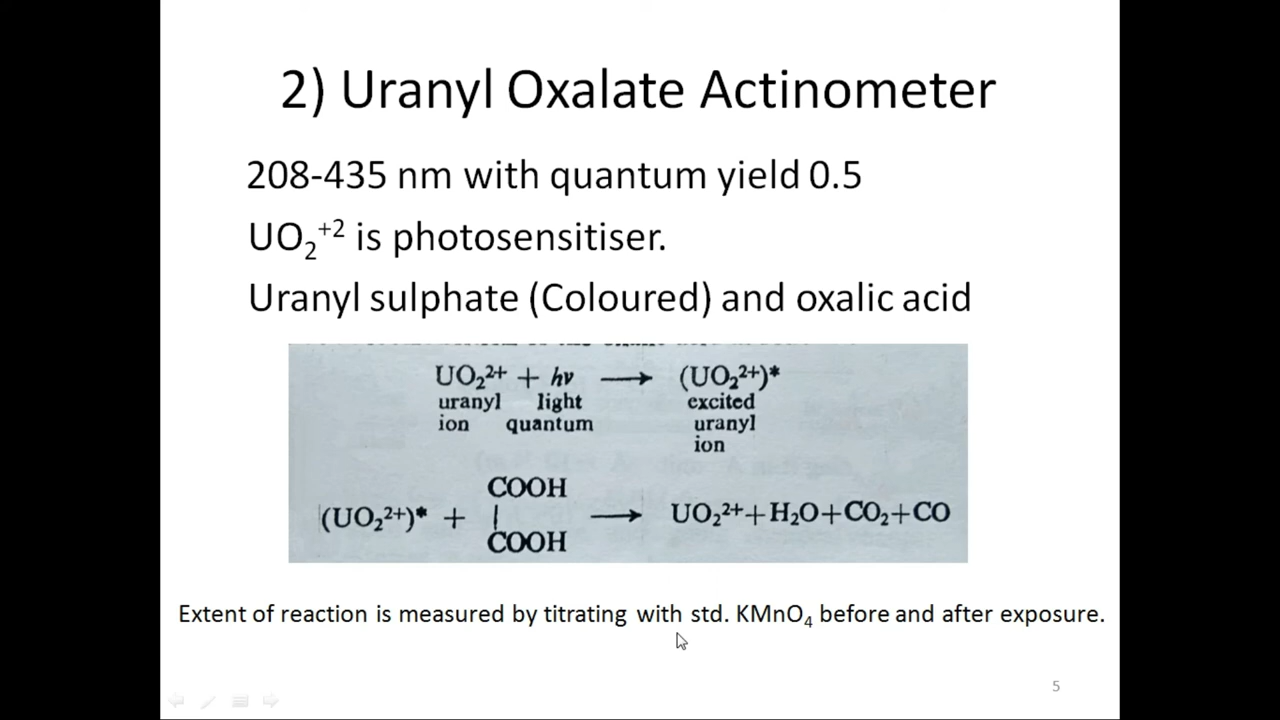 2) Uranyl Oxalate Actinometer
208-435 nm with quantum yield 0.5
UO₂⁺² is photosensitiser.
Uranyl sulphate (Coloured) and oxalic acid
UO₂²⁺ + hν → (UO₂²⁺)*
uranyl light excited
ion quantum uranyl
ion
COOH
(UO₂²⁺)* + | → UO₂²⁺+H₂O+CO₂+CO
COOH
Extent of reaction is measured by titrating with std. KMnO₄ before and after exposure.
5